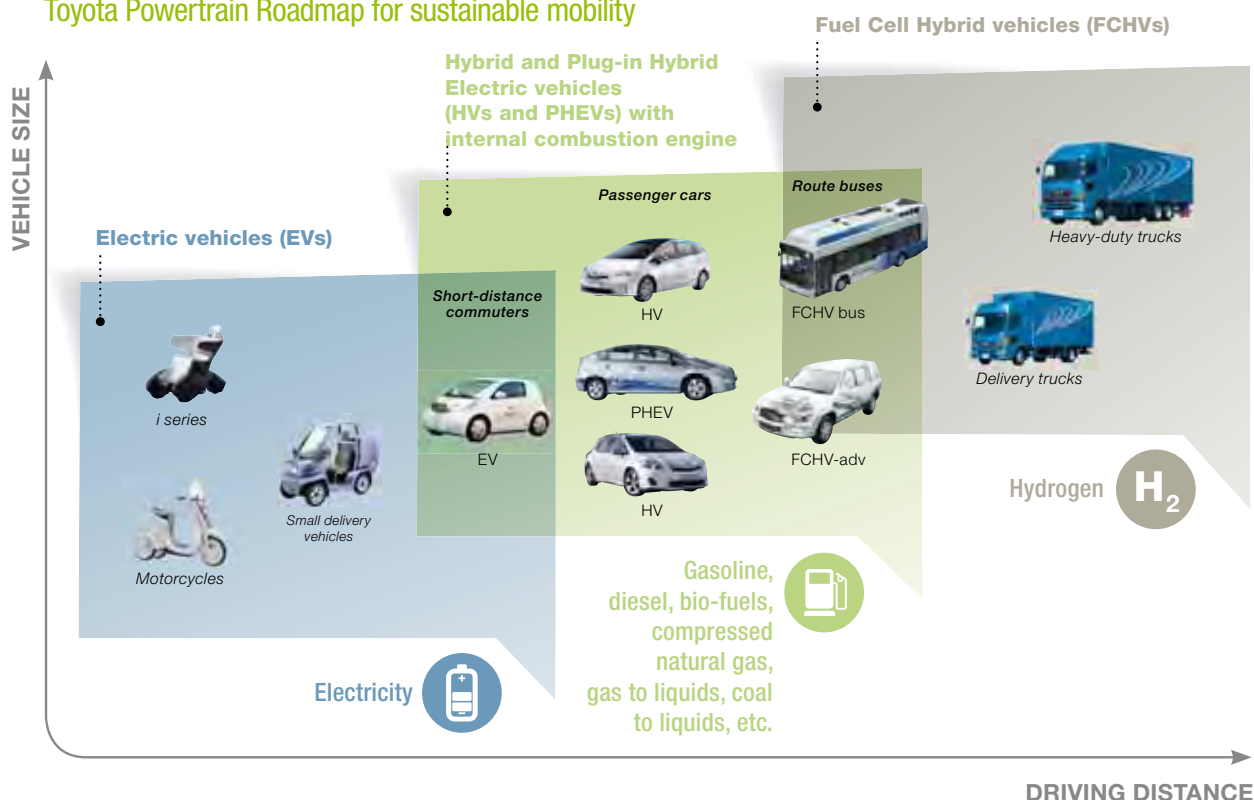 Toyota Powertrain Roadmap for sustainable mobility
Fuel Cell Hybrid vehicles (FCHVs)
Hybrid and Plug-in Hybrid
Electric vehicles
(HVs and PHEVs) with
internal combustion engine
VEHICLE SIZE
Electric vehicles (EVs)
Passenger cars
Route buses
Heavy-duty trucks
Short-distance
commuters
HV
FCHV bus
Delivery trucks
i series
PHEV
EV
FCHV-adv
HV
Small delivery
vehicles
Motorcycles
Hydrogen
H2
Gasoline,
diesel, bio-fuels,
compressed
natural gas,
gas to liquids, coal
to liquids, etc.
Electricity
DRIVING DISTANCE